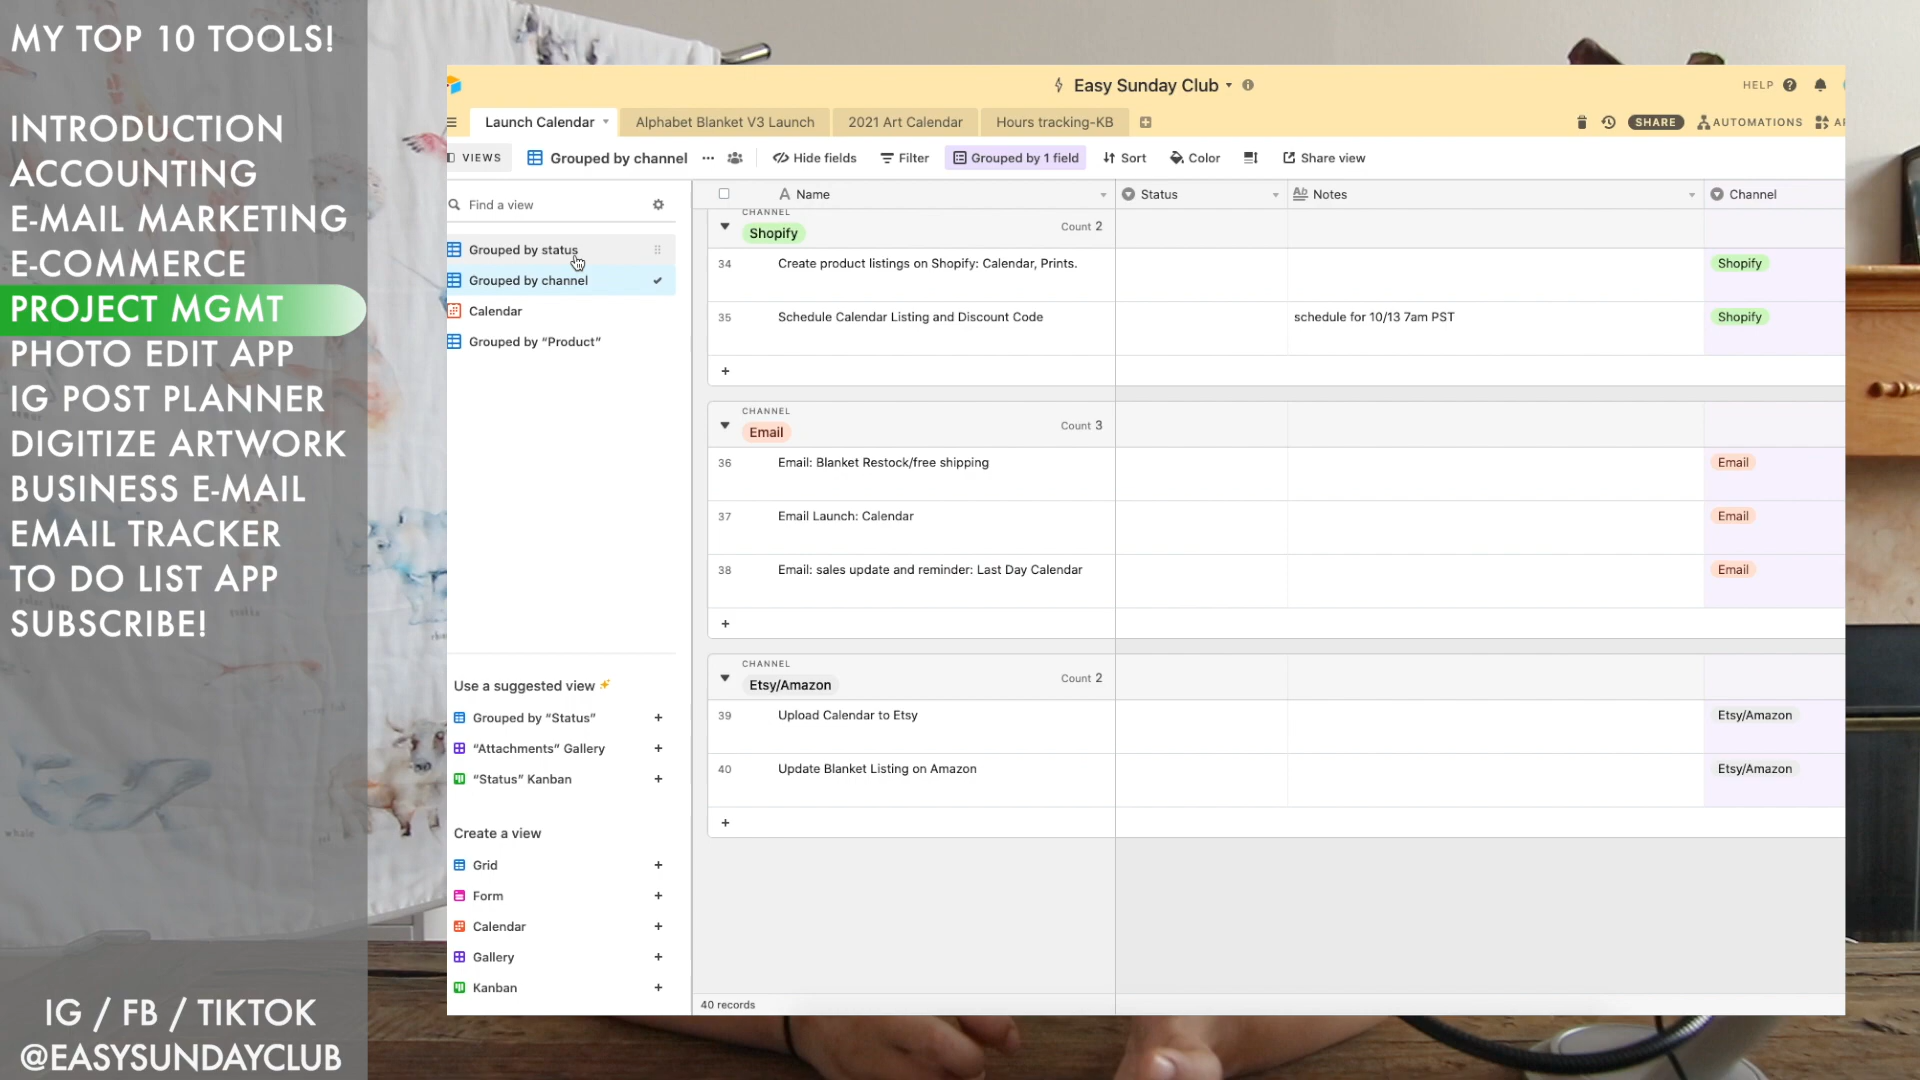 MY TOP 10 TOOLS!
INTRODUCTION
ACCOUNTING
E-MAIL MARKETING
E-COMMERCE
PROJECT MGMT
PHOTO EDIT APP
IG POST PLANNER
DIGITIZE ARTWORK
BUSINESS E-MAIL
EMAIL TRACKER
TO DO LIST APP
SUBSCRIBE!
IG / FB / TIKTOK
@EASYSUNDAYCLUB
Easy Sunday Club
HELP
Launch Calendar
Alphabet Blanket V3 Launch
2021 Art Calendar
Hours tracking-KB
SHARE
AUTOMATIONS
VIEWS
Grouped by channel
Hide fields
Filter
Grouped by 1 field
Sort
Color
Share view
Find a view
Grouped by status
Grouped by channel
Calendar
Grouped by “Product”
Use a suggested view
Grouped by “Status”
“Attachments” Gallery
“Status” Kanban
Create a view
Grid
Form
Calendar
Gallery
Kanban
Name Status Notes Channel
CHANNEL
Shopify Count 2
34 Create product listings on Shopify: Calendar, Prints. Shopify
35 Schedule Calendar Listing and Discount Code schedule for 10/13 7am PST Shopify
CHANNEL
Email Count 3
36 Email: Blanket Restock/free shipping Email
37 Email Launch: Calendar Email
38 Email: sales update and reminder: Last Day Calendar Email
CHANNEL
Etsy/Amazon Count 2
39 Upload Calendar to Etsy Etsy/Amazon
40 Update Blanket Listing on Amazon Etsy/Amazon
40 records
whale